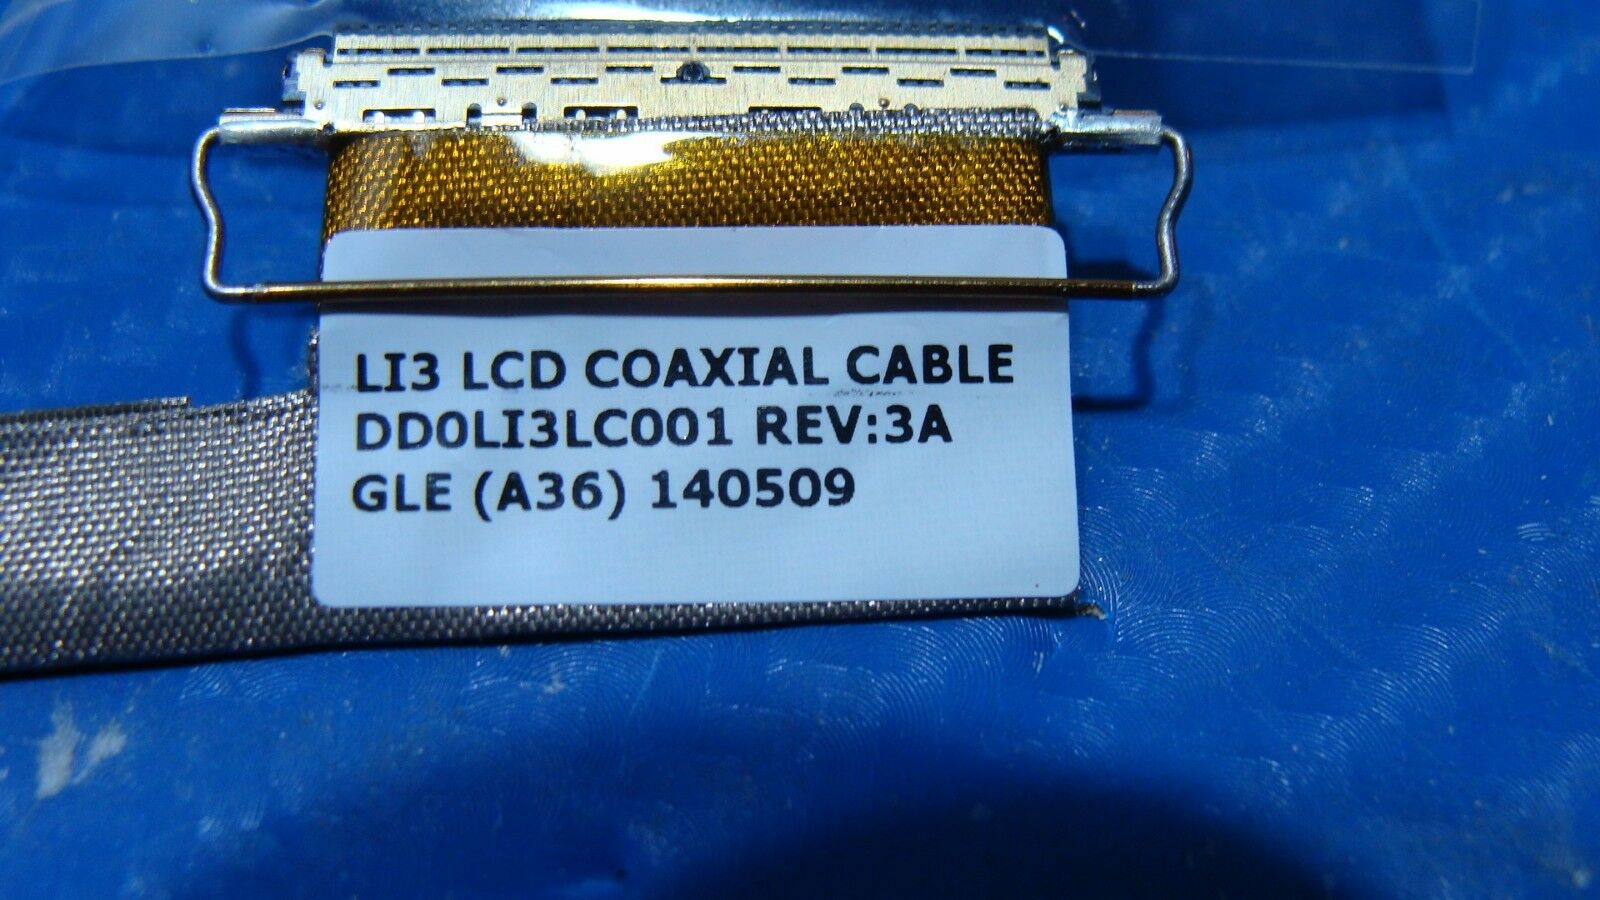 LI3 LCD COAXIAL CABLE
DD0LI3LC001 REV:3A
GLE (A36) 140509